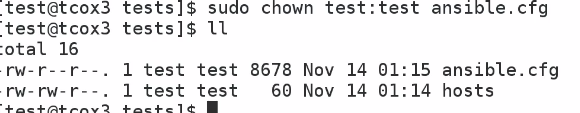 [test@tcox3 tests]$ sudo chown test:test ansible.cfg
[test@tcox3 tests]$ ll
total 16
-rw-r--r--. 1 test test 8678 Nov 14 01:15 ansible.cfg
-rw-rw-r--. 1 test test   60 Nov 14 01:14 hosts
[test@tcox3 tests]$